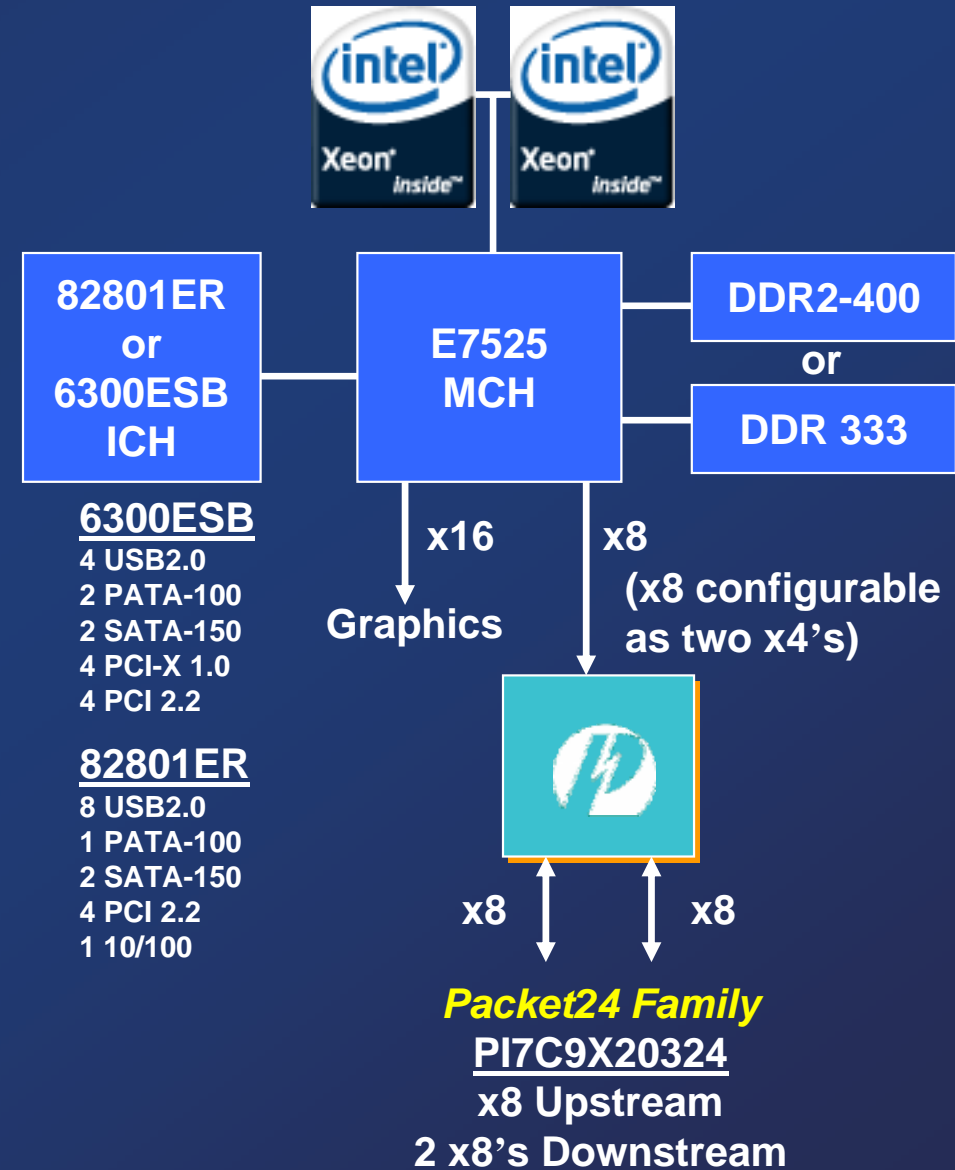 intel
Xeon®
inside™
intel
Xeon®
inside™
82801ER
or
6300ESB
ICH
E7525
MCH
DDR2-400
or
DDR 333
6300ESB
4 USB2.0
2 PATA-100
2 SATA-150
4 PCI-X 1.0
4 PCI 2.2
82801ER
8 USB2.0
1 PATA-100
2 SATA-150
4 PCI 2.2
1 10/100
x16
Graphics
x8
(x8 configurable
as two x4’s)
x8
x8
Packet24 Family
PI7C9X20324
x8 Upstream
2 x8’s Downstream